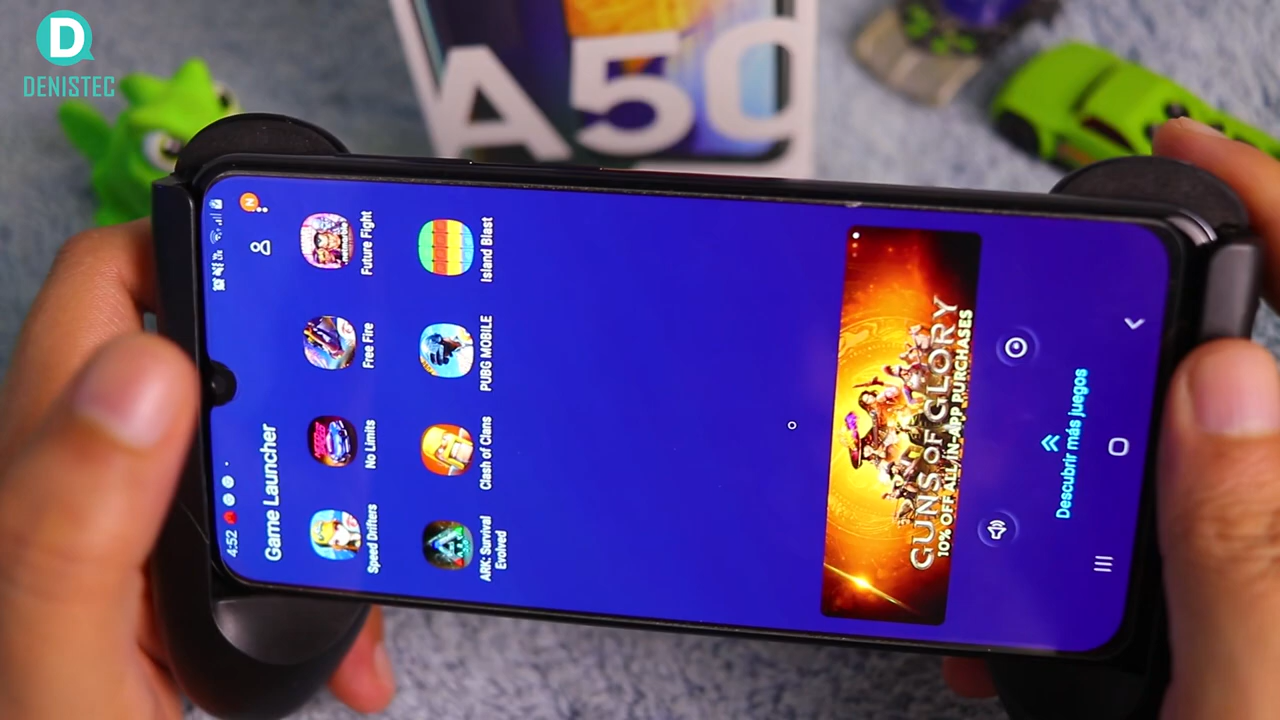 D
DENISTEC
A50
4:52
N
Game Launcher
Speed Drifters
No Limits
Free Fire
Future Fight
ARK: Survival
Evolved
Clash of Clans
PUBG MOBILE
Island Blast
GUNS OF GLORY
10% OFF ALL IN-APP PURCHASES
Descubrir más juegos